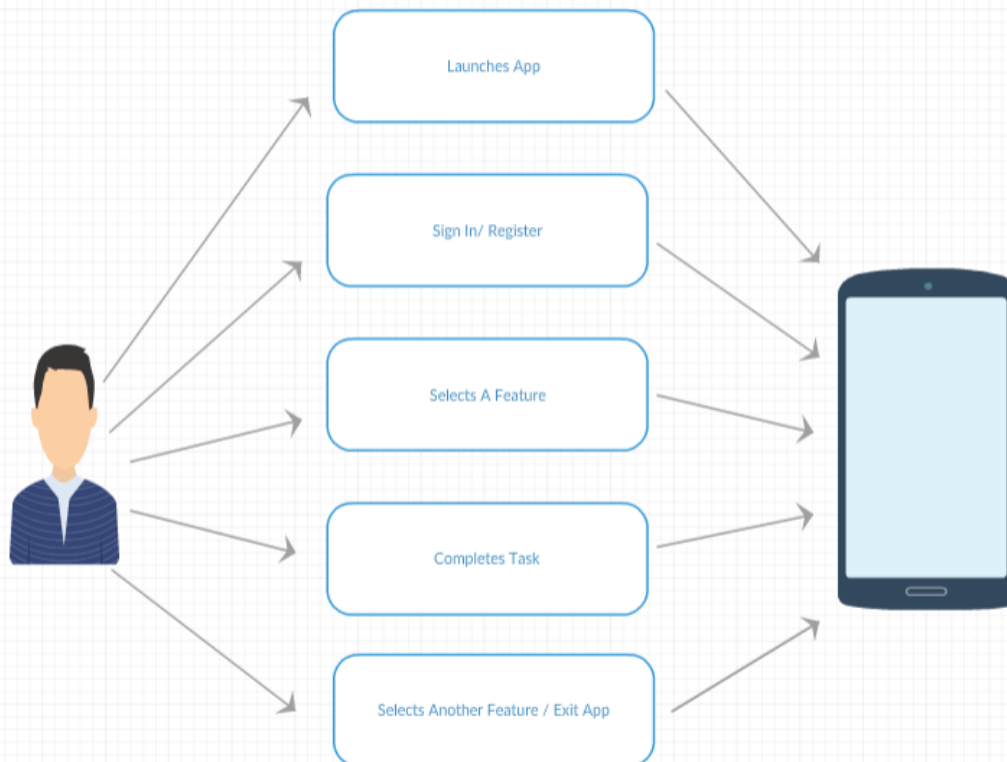 Launches App
Sign In/ Register
Selects A Feature
Completes Task
Selects Another Feature / Exit App